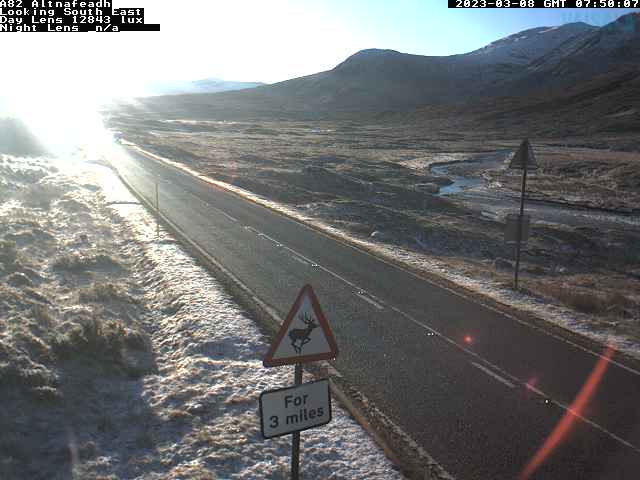 A82 Altnafeadh
Looking South East
Day Lens 12843 lux
Night Lens n/a
2023-03-08 GMT 07:50:07
For
3 miles